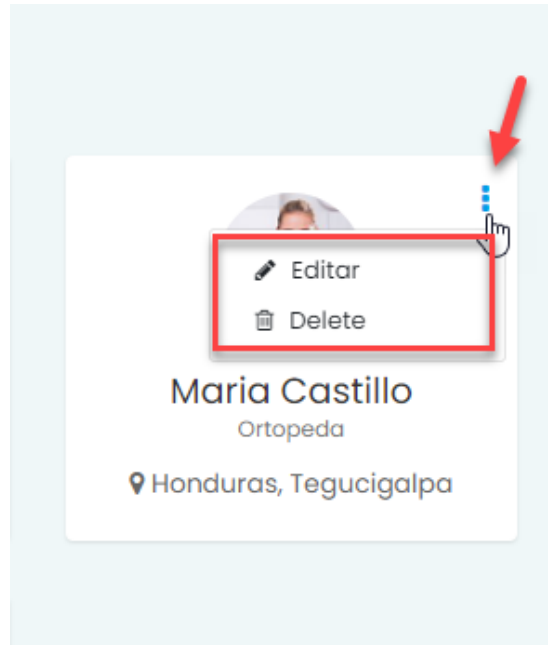 Editar
Delete
Maria Castillo
Ortopeda
Honduras, Tegucigalpa